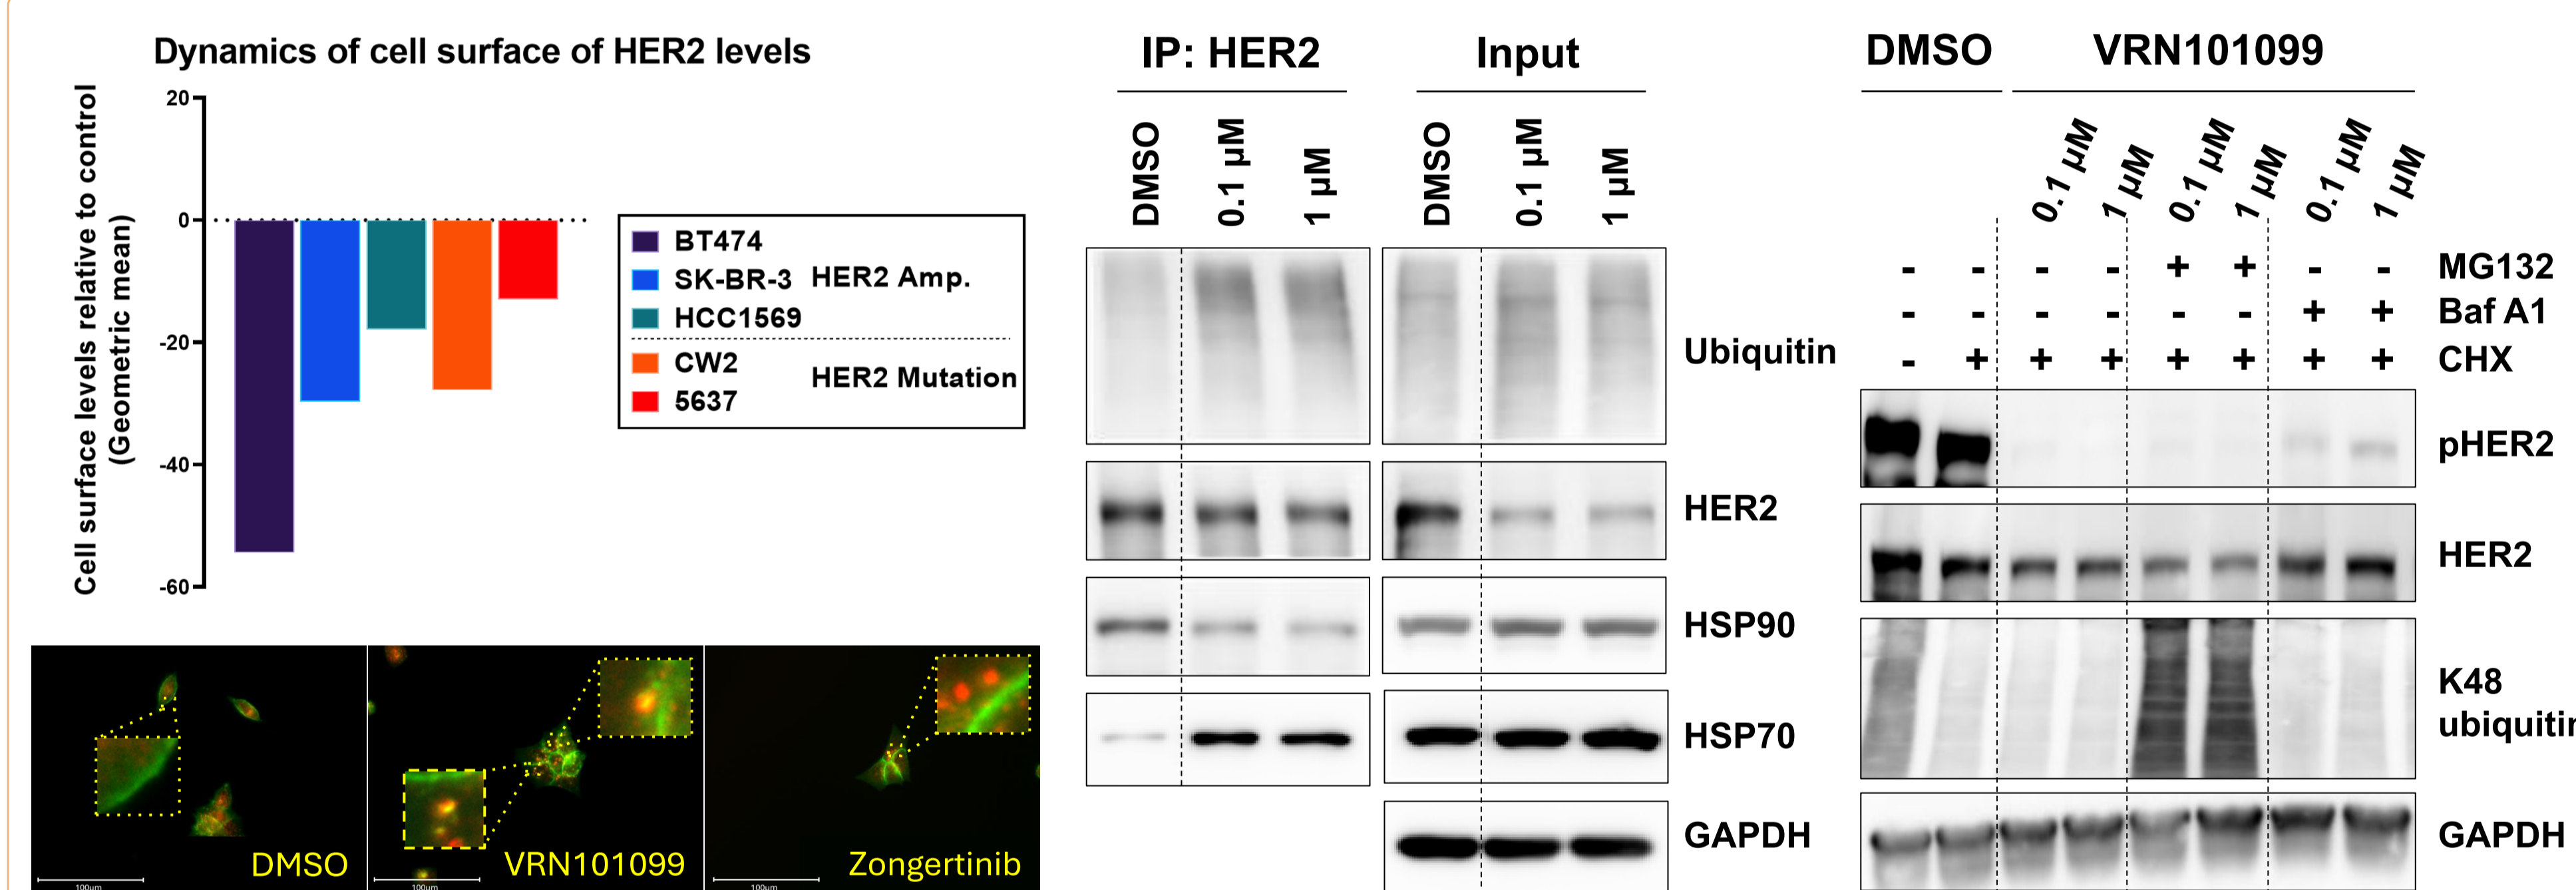 Dynamics of cell surface of HER2 levels
Cell surface levels relative to control
(Geometric mean)
20
0
-20
-40
-60
BT474
SK-BR-3
HCC1569
HER2 Amp.
CW2
5637
HER2 Mutation
DMSO
100um
VRN101099
100um
Zongertinib
100um
IP: HER2
Input
DMSO
0.1 µM
1 µM
DMSO
0.1 µM
1 µM
Ubiquitin
HER2
HSP90
HSP70
GAPDH
DMSO
VRN101099
0.1 µM
1 µM
0.1 µM
1 µM
0.1 µM
1 µM
- - - - + + - - MG132
- - - - - - + + Baf A1
- + + + + + + + CHX
pHER2
HER2
K48
ubiquitin
GAPDH